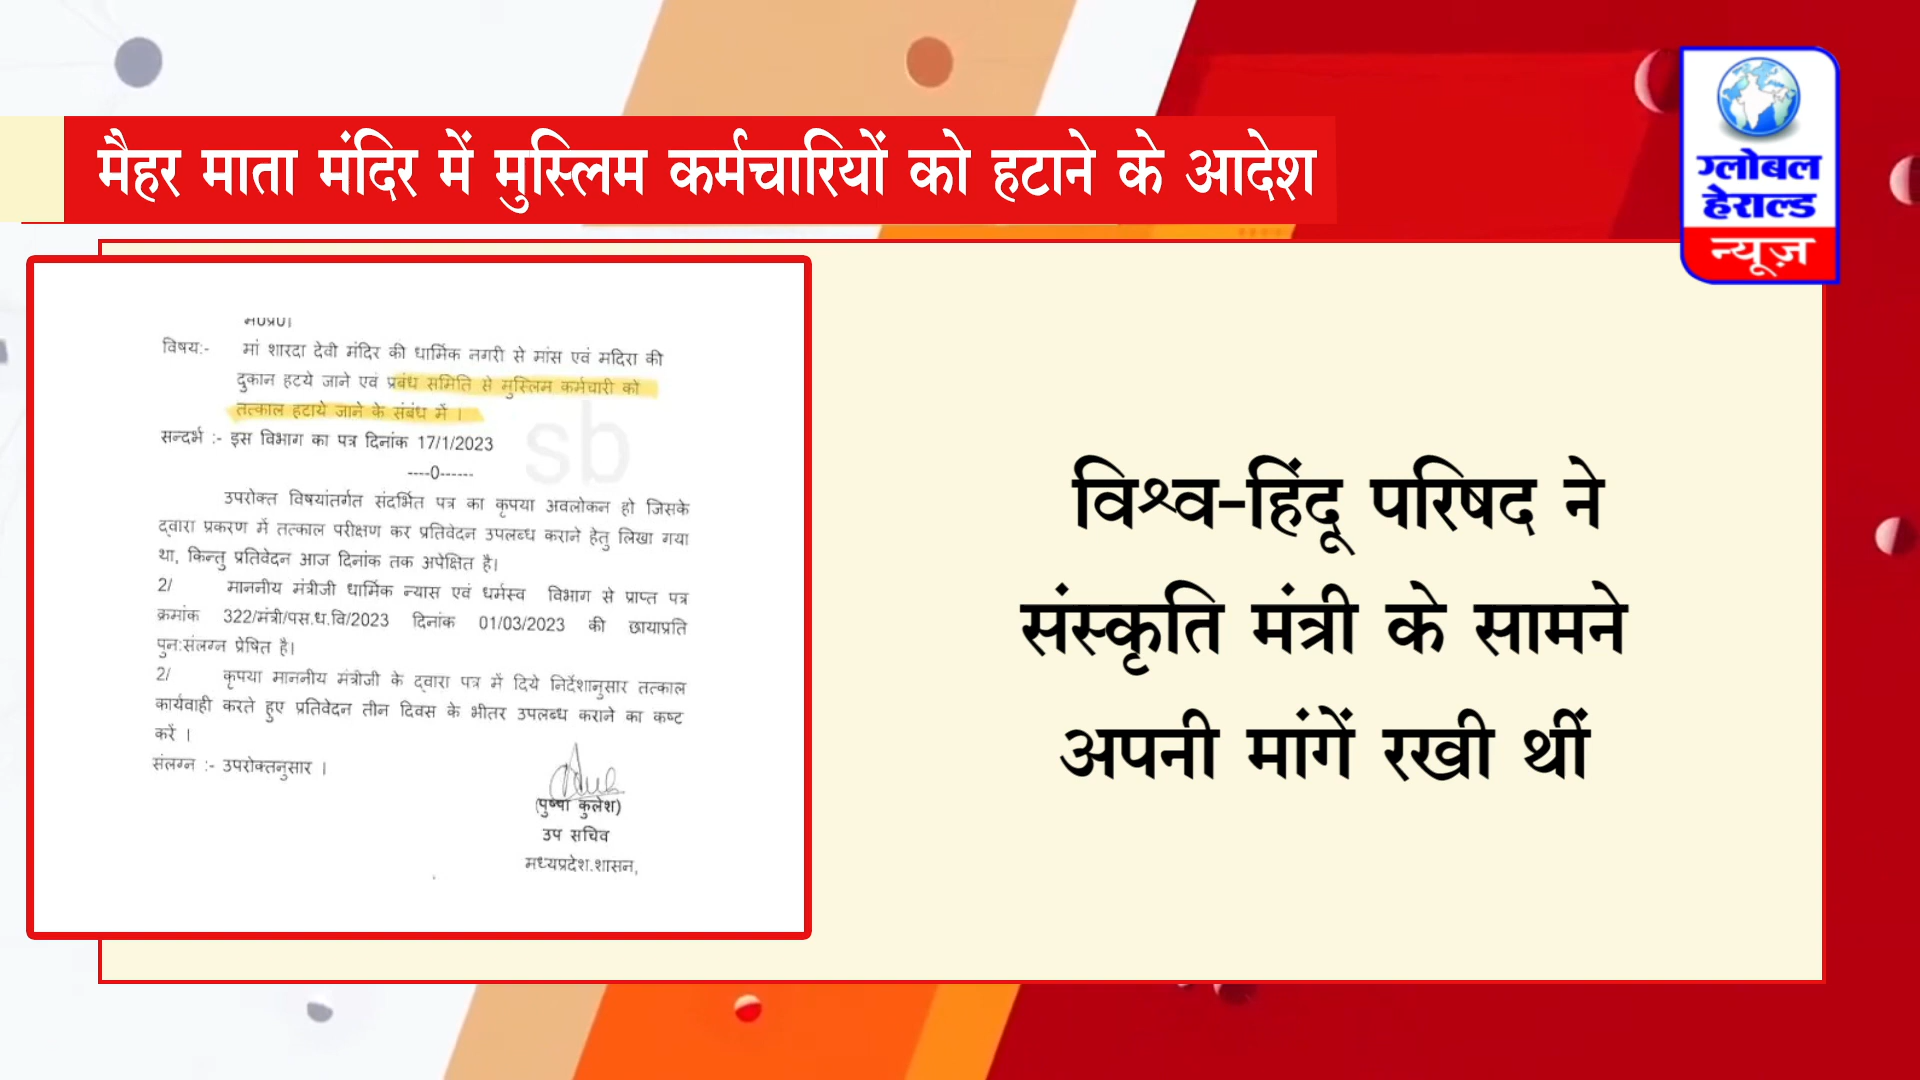 मैहर माता मंदिर में मुस्लिम कर्मचारियों को हटाने के आदेश
ग्लोबल
हेराल्ड
न्यूज़
म0प्र0।
विषय:- मां शारदा देवी मंदिर की धार्मिक नगरी से मांस एवं मदिरा की
दुकान हटये जाने एवं प्रबंध समिति से मुस्लिम कर्मचारी को
तत्काल हटाये जाने के संबंध में ।
सन्दर्भ :- इस विभाग का पत्र दिनांक 17/1/2023
sb
----0------
उपरोक्त विषयांतर्गत संदर्भित पत्र का कृपया अवलोकन हो जिसके
द्वारा प्रकरण में तत्काल परीक्षण कर प्रतिवेदन उपलब्ध कराने हेतु लिखा गया
था, किन्तु प्रतिवेदन आज दिनांक तक अपेक्षित है।
2/ माननीय मंत्रीजी धार्मिक न्यास एवं धर्मस्व विभाग से प्राप्त पत्र
क्रमांक 322/मंत्री/पस.ध.वि/2023 दिनांक 01/03/2023 की छायाप्रति
पुन:संलग्न प्रेषित है।
2/ कृपया माननीय मंत्रीजी के द्वारा पत्र में दिये निर्देशानुसार तत्काल
कार्यवाही करते हुए प्रतिवेदन तीन दिवस के भीतर उपलब्ध कराने का कष्ट
करें ।
संलग्न :- उपरोक्तनुसार ।
(पुष्पा कुलेश)
उप सचिव
मध्यप्रदेश.शासन,
विश्व-हिंदू परिषद ने
संस्कृति मंत्री के सामने
अपनी मांगें रखी थीं